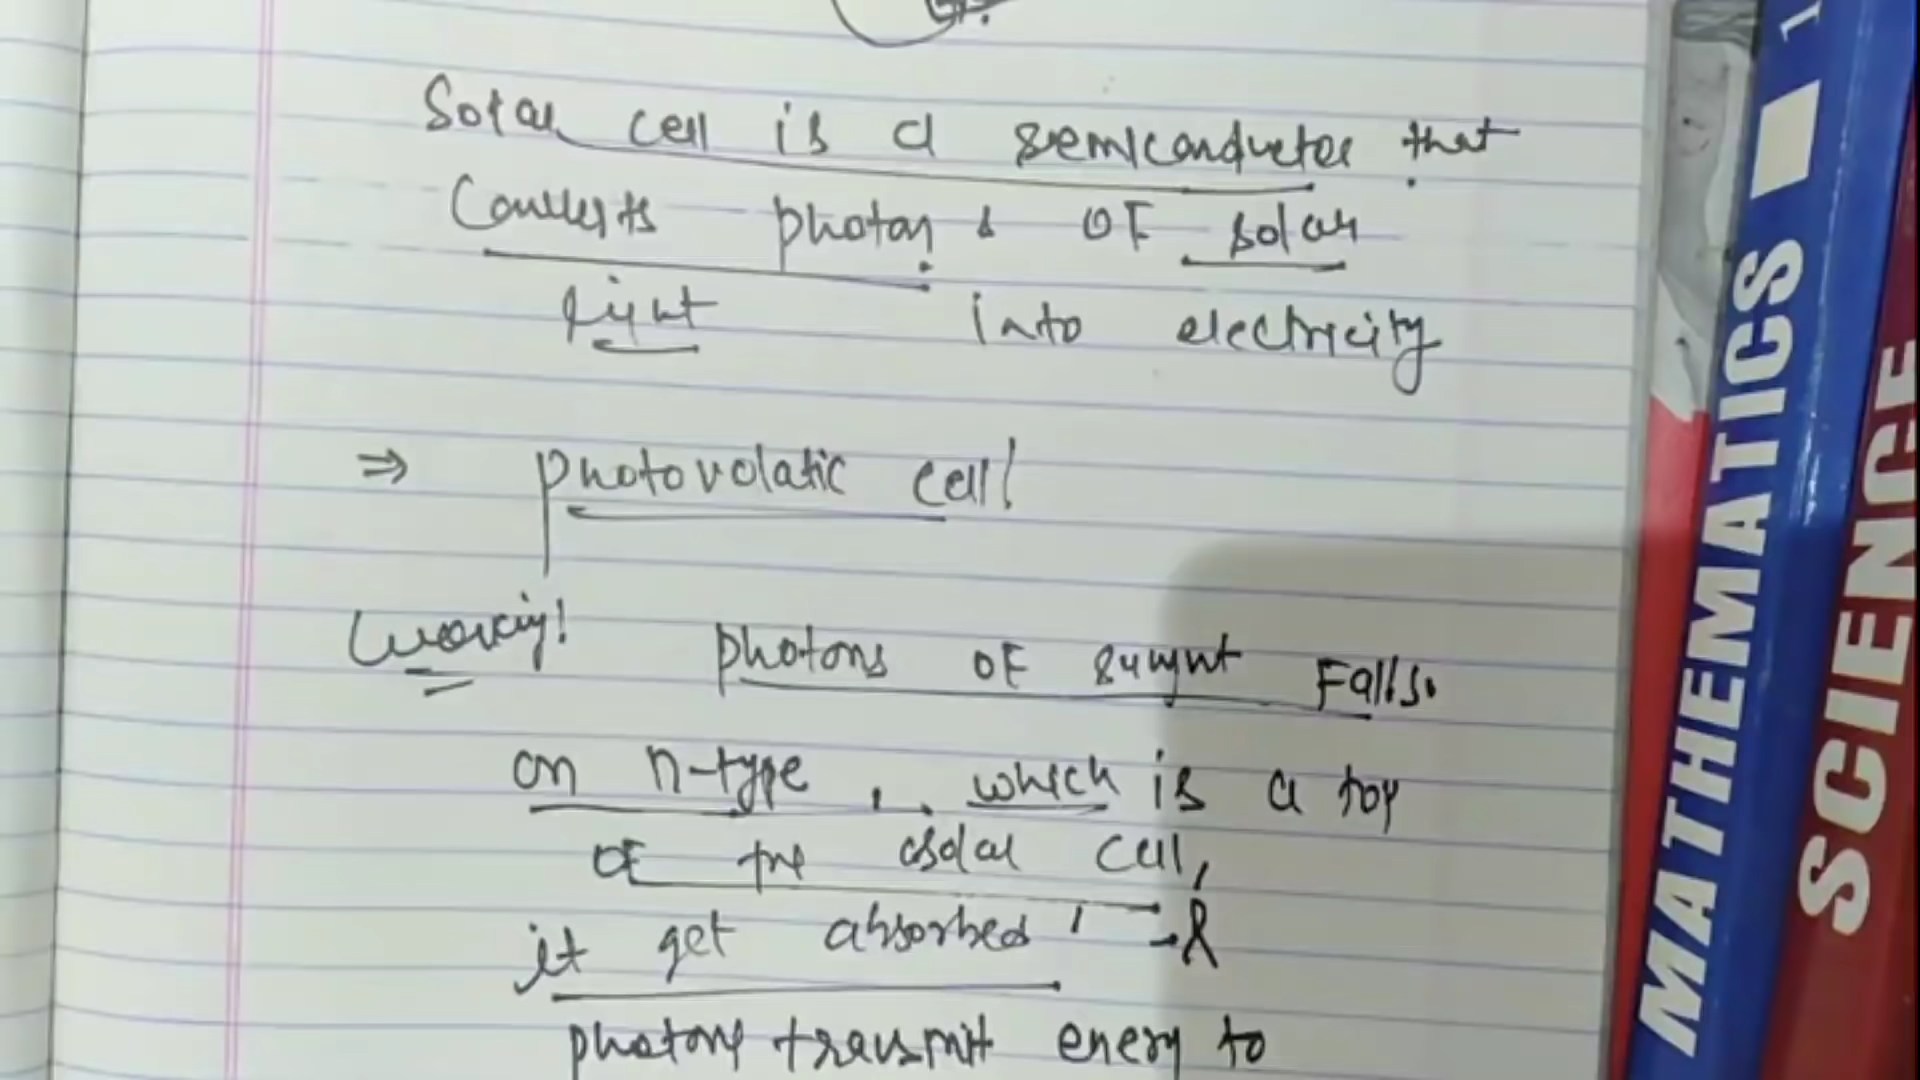 Solar cell is a semiconductor that
Converts photons OF solar
light into electricity
⇒ photovolatic cell!
Working! photons OF sunlight Falls.
on n-type, which is a top
OF the solar cell,
it get absorbed, &
photons transmit energy to
MATHEMATICS 1
SCIENCE